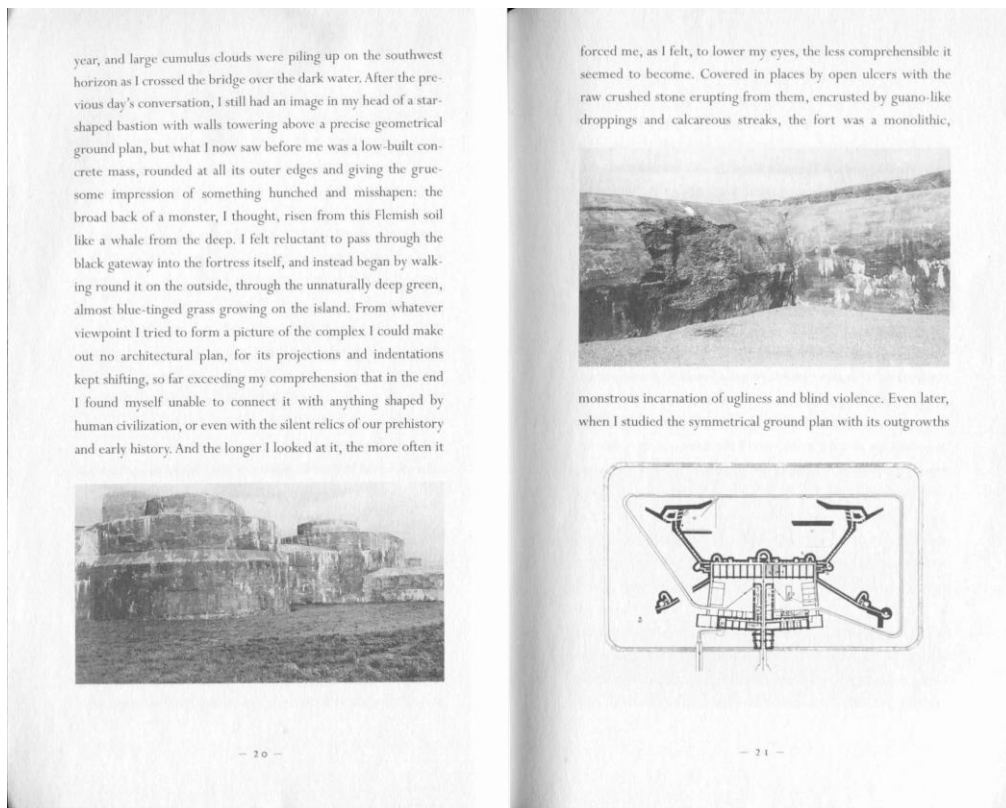 year, and large cumulus clouds were piling up on the southwest
horizon as I crossed the bridge over the dark water. After the pre-
vious day's conversation, I still had an image in my head of a star-
shaped bastion with walls towering above a precise geometrical
ground plan, but what I now saw before me was a low-built con-
crete mass, rounded at all its outer edges and giving the grue-
some impression of something hunched and misshapen: the
broad back of a monster, I thought, risen from this Flemish soil
like a whale from the deep. I felt reluctant to pass through the
black gateway into the fortress itself, and instead began by walk-
ing round it on the outside, through the unnaturally deep green,
almost blue-tinged grass growing on the island. From whatever
viewpoint I tried to form a picture of the complex I could make
out no architectural plan, for its projections and indentations
kept shifting, so far exceeding my comprehension that in the end
I found myself unable to connect it with anything shaped by
human civilization, or even with the silent relics of our prehistory
and early history. And the longer I looked at it, the more often it
— 20 —
forced me, as I felt, to lower my eyes, the less comprehensible it
seemed to become. Covered in places by open ulcers with the
raw crushed stone erupting from them, encrusted by guano-like
droppings and calcareous streaks, the fort was a monolithic,
monstrous incarnation of ugliness and blind violence. Even later,
when I studied the symmetrical ground plan with its outgrowths
— 21 —